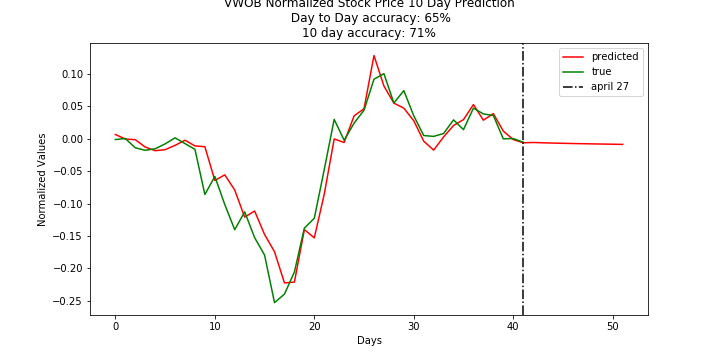 VWOB Normalized Stock Price 10 Day Prediction
Day to Day accuracy: 65%
10 day accuracy: 71%
predicted
true
april 27
Normalized Values
0.10
0.05
0.00
−0.05
−0.10
−0.15
−0.20
−0.25
0 10 20 30 40 50
Days